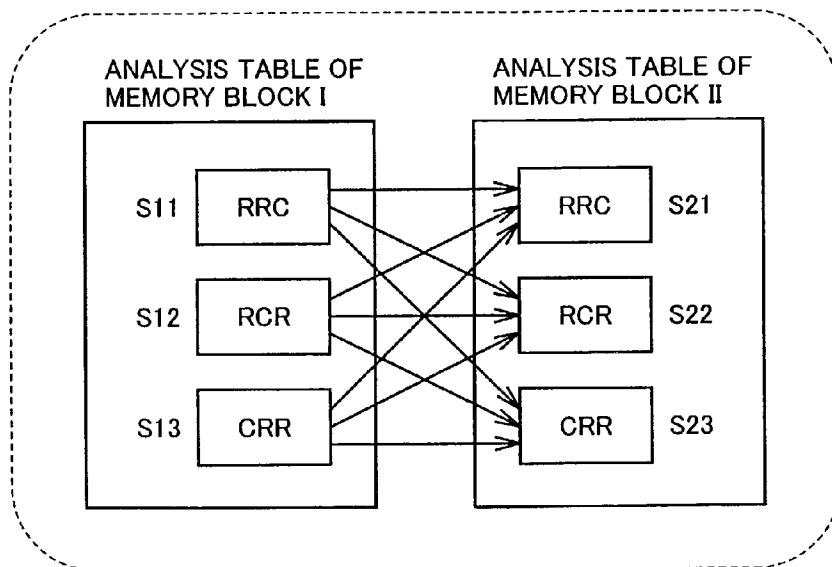 ANALYSIS TABLE OF
MEMORY BLOCK I
ANALYSIS TABLE OF
MEMORY BLOCK II
S11 RRC RRC S21
S12 RCR RCR S22
S13 CRR CRR S23